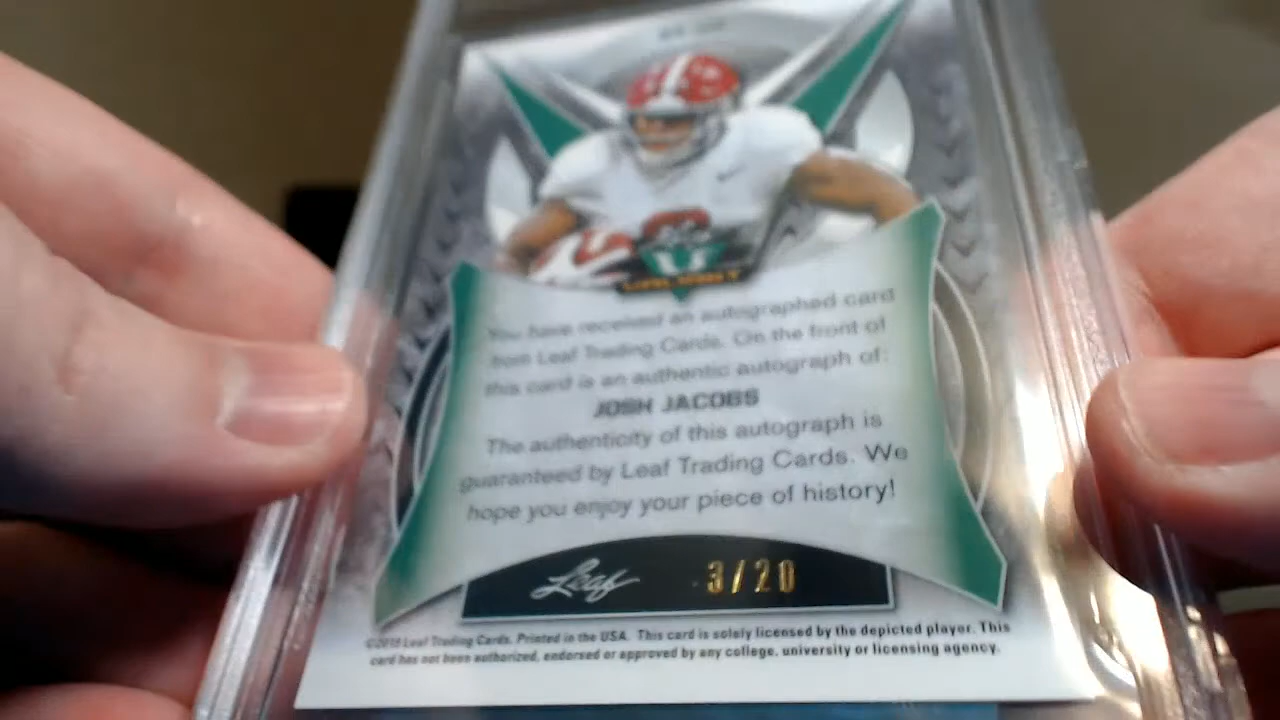 You have received an autographed card
from Leaf Trading Cards. On the front of
this card is an authentic autograph of:
JOSH JACOBS
The authenticity of this autograph is
guaranteed by Leaf Trading Cards. We
hope you enjoy your piece of history!
Leaf 3/20
Leaf Trading Cards. Printed in the USA. This card is solely licensed by the depicted player. This
card has not been authorized, endorsed or approved by any college, university or licensing agency.